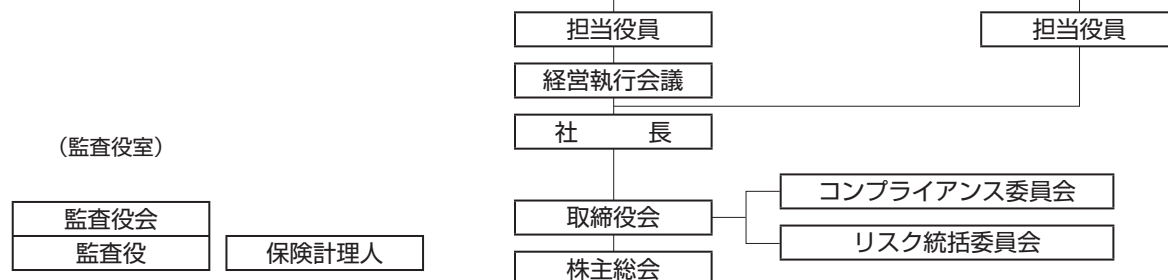 担当役員
担当役員
経営執行会議
社　　長
（監査役室）
コンプライアンス委員会
監査役会
取締役会
監査役
保険計理人
リスク統括委員会
株主総会